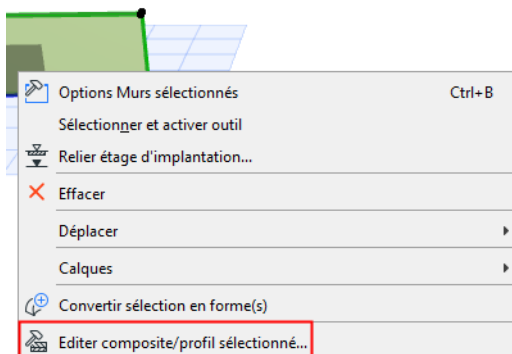 Options Murs sélectionnés Ctrl+B
Sélectionner et activer outil
Relier étage d'implantation...
Effacer
Déplacer
Calques
Convertir sélection en forme(s)
Editer composite/profil sélectionné...